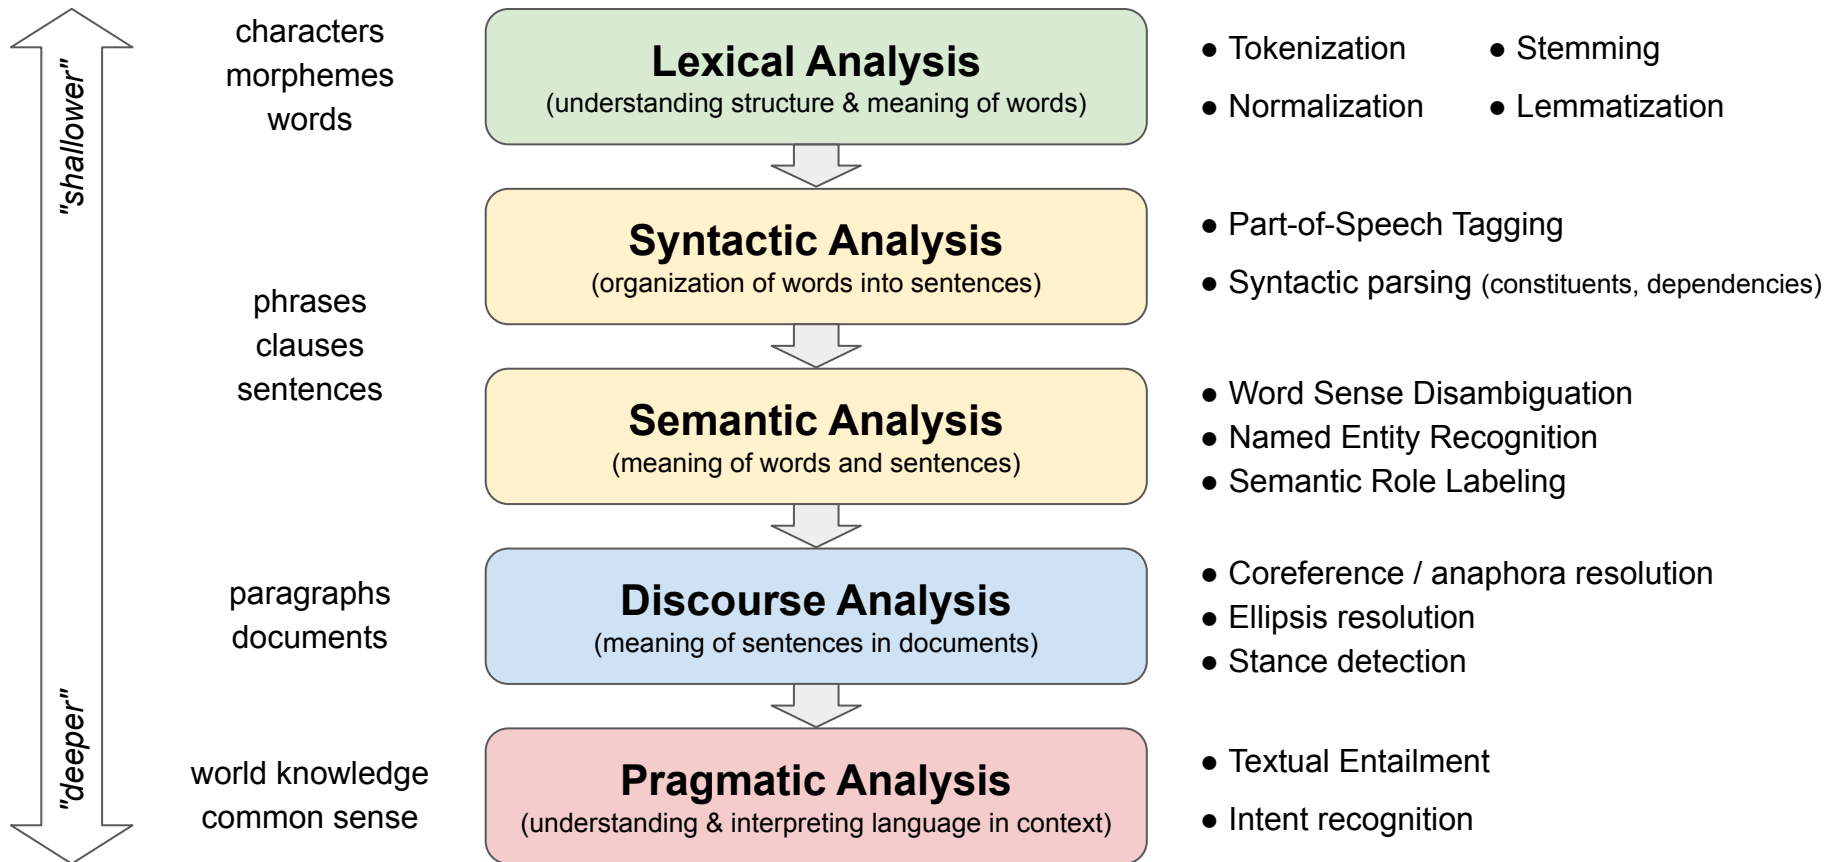 "shallower"
characters
morphemes
words
Lexical Analysis
(understanding structure & meaning of words)
● Tokenization ● Stemming
● Normalization ● Lemmatization
phrases
clauses
sentences
Syntactic Analysis
(organization of words into sentences)
● Part-of-Speech Tagging
● Syntactic parsing (constituents, dependencies)
Semantic Analysis
(meaning of words and sentences)
● Word Sense Disambiguation
● Named Entity Recognition
● Semantic Role Labeling
paragraphs
documents
Discourse Analysis
(meaning of sentences in documents)
● Coreference / anaphora resolution
● Ellipsis resolution
● Stance detection
"deeper"
world knowledge
common sense
Pragmatic Analysis
(understanding & interpreting language in context)
● Textual Entailment
● Intent recognition